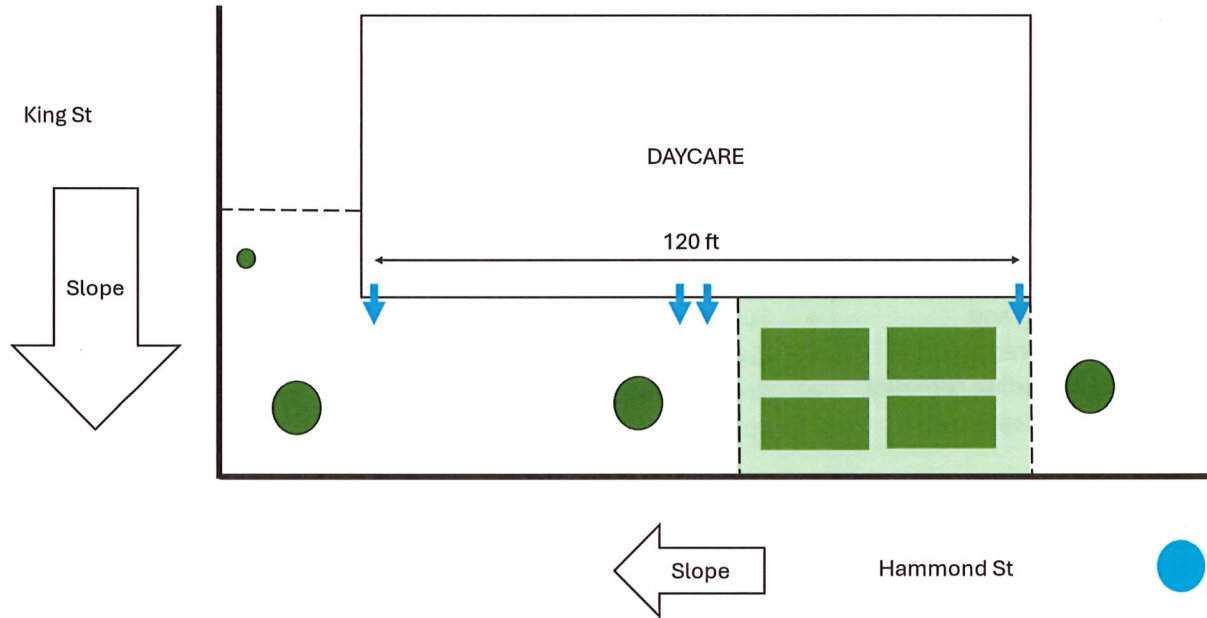 King St
DAYCARE
120 ft
Slope
Slope
Hammond St